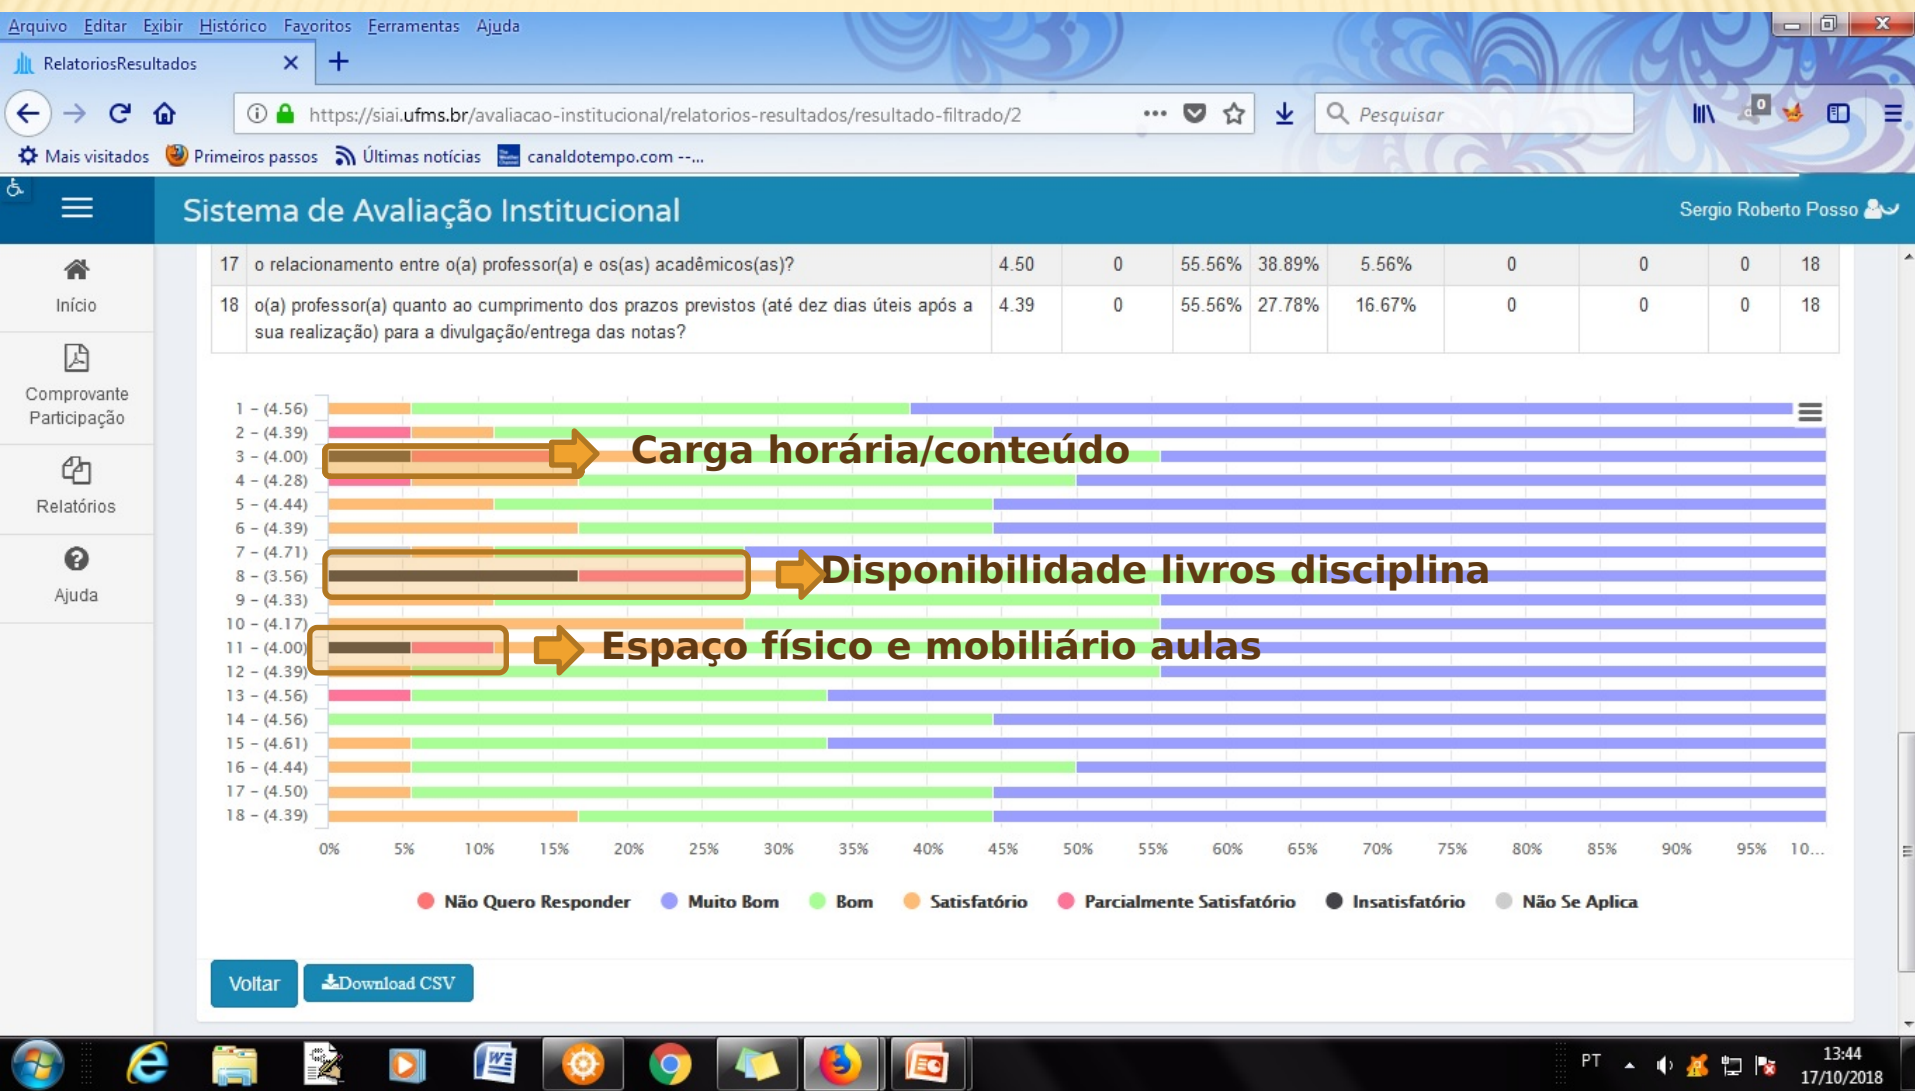 Arquivo Editar Exibir Histórico Favoritos Ferramentas Ajuda
RelatoriosResultados
https://siai.ufms.br/avaliacao-institucional/relatorios-resultados/resultado-filtrado/2
Pesquisar
0
Mais visitados Primeiros passos Últimas notícias canaldotempo.com --...
Sistema de Avaliação Institucional
Sergio Roberto Posso
Início
Comprovante
Participação
Relatórios
Ajuda
17 o relacionamento entre o(a) professor(a) e os(as) acadêmicos(as)? 4.50 0 55.56% 38.89% 5.56% 0 0 0 18
18 o(a) professor(a) quanto ao cumprimento dos prazos previstos (até dez dias úteis após a 4.39 0 55.56% 27.78% 16.67% 0 0 0 18
sua realização) para a divulgação/entrega das notas?
1 – (4.56)
2 – (4.39)
3 – (4.00) Carga horária/conteúdo
4 – (4.28)
5 – (4.44)
6 – (4.39)
7 – (4.71)
8 – (3.56) Disponibilidade livros disciplina
9 – (4.33)
10 – (4.17)
11 – (4.00) Espaço físico e mobiliário aulas
12 – (4.39)
13 – (4.56)
14 – (4.56)
15 – (4.61)
16 – (4.44)
17 – (4.50)
18 – (4.39)
0% 5% 10% 15% 20% 25% 30% 35% 40% 45% 50% 55% 60% 65% 70% 75% 80% 85% 90% 95% 10...
Não Quero Responder Muito Bom Bom Satisfatório Parcialmente Satisfatório Insatisfatório Não Se Aplica
Voltar Download CSV
PT 13:44
17/10/2018